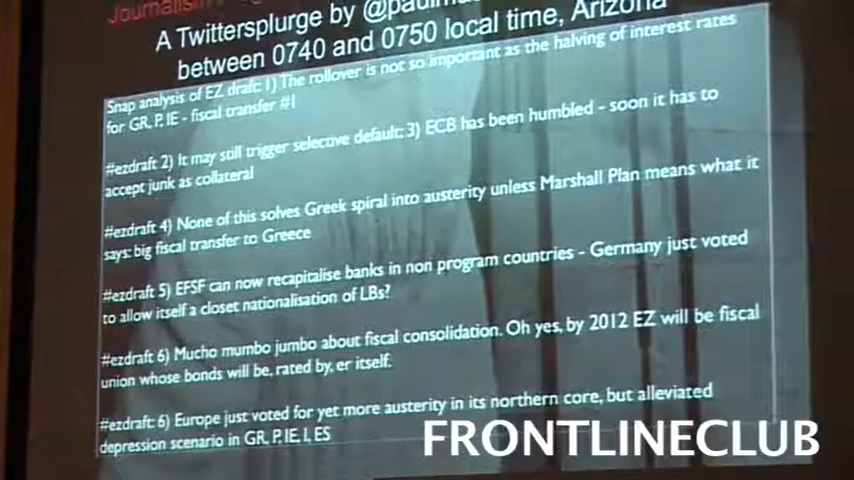 Journalism
A Twittersplurge by
between 0740 and 0750 local time, Arizona
Snap analysis of EZ draft: 1) The rollover is not so important as the halving of interest rates
for GR, P, IE - fiscal transfer #1
#ezdraft 2) It may still trigger selective default: 3) ECB has been humbled - soon it has to
accept junk as collateral
#ezdraft 4) None of this solves Greek spiral into austerity unless Marshall Plan means what it
says: big fiscal transfer to Greece
#ezdraft 5) EFSF can now recapitalise banks in non program countries - Germany just voted
to allow itself a closet nationalisation of LBs?
#ezdraft 6) Mucho mumbo jumbo about fiscal consolidation. Oh yes, by 2012 EZ will be fiscal
union whose bonds will be, rated by, er itself.
#ezdraft: 6) Europe just voted for yet more austerity in its northern core, but alleviated
depression scenario in GR, P, IE, I, ES
FRONTLINECLUB